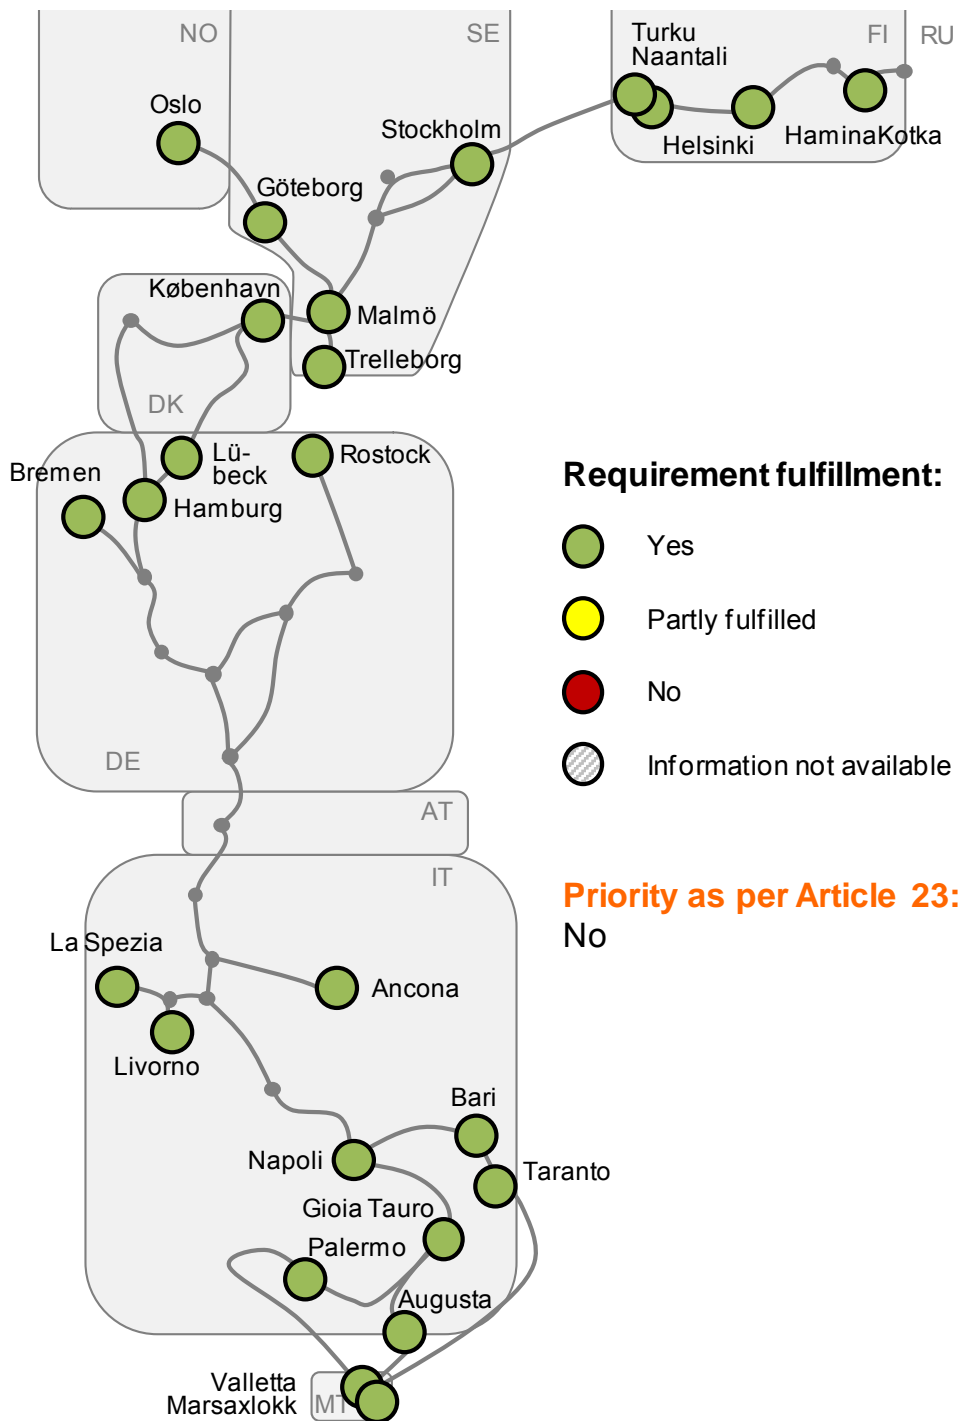 NO
SE
Turku
Naantali
FI
RU
Oslo
Stockholm
Helsinki
HaminaKotka
Göteborg
København
Malmö
Trelleborg
DK
Bremen
Lü-
beck
Rostock
Hamburg
Requirement fulfillment:
Yes
Partly fulfilled
No
Information not available
DE
AT
IT
Priority as per Article 23:
No
La Spezia
Ancona
Livorno
Bari
Napoli
Taranto
Gioia Tauro
Palermo
Augusta
Valletta
Marsaxlokk
MT